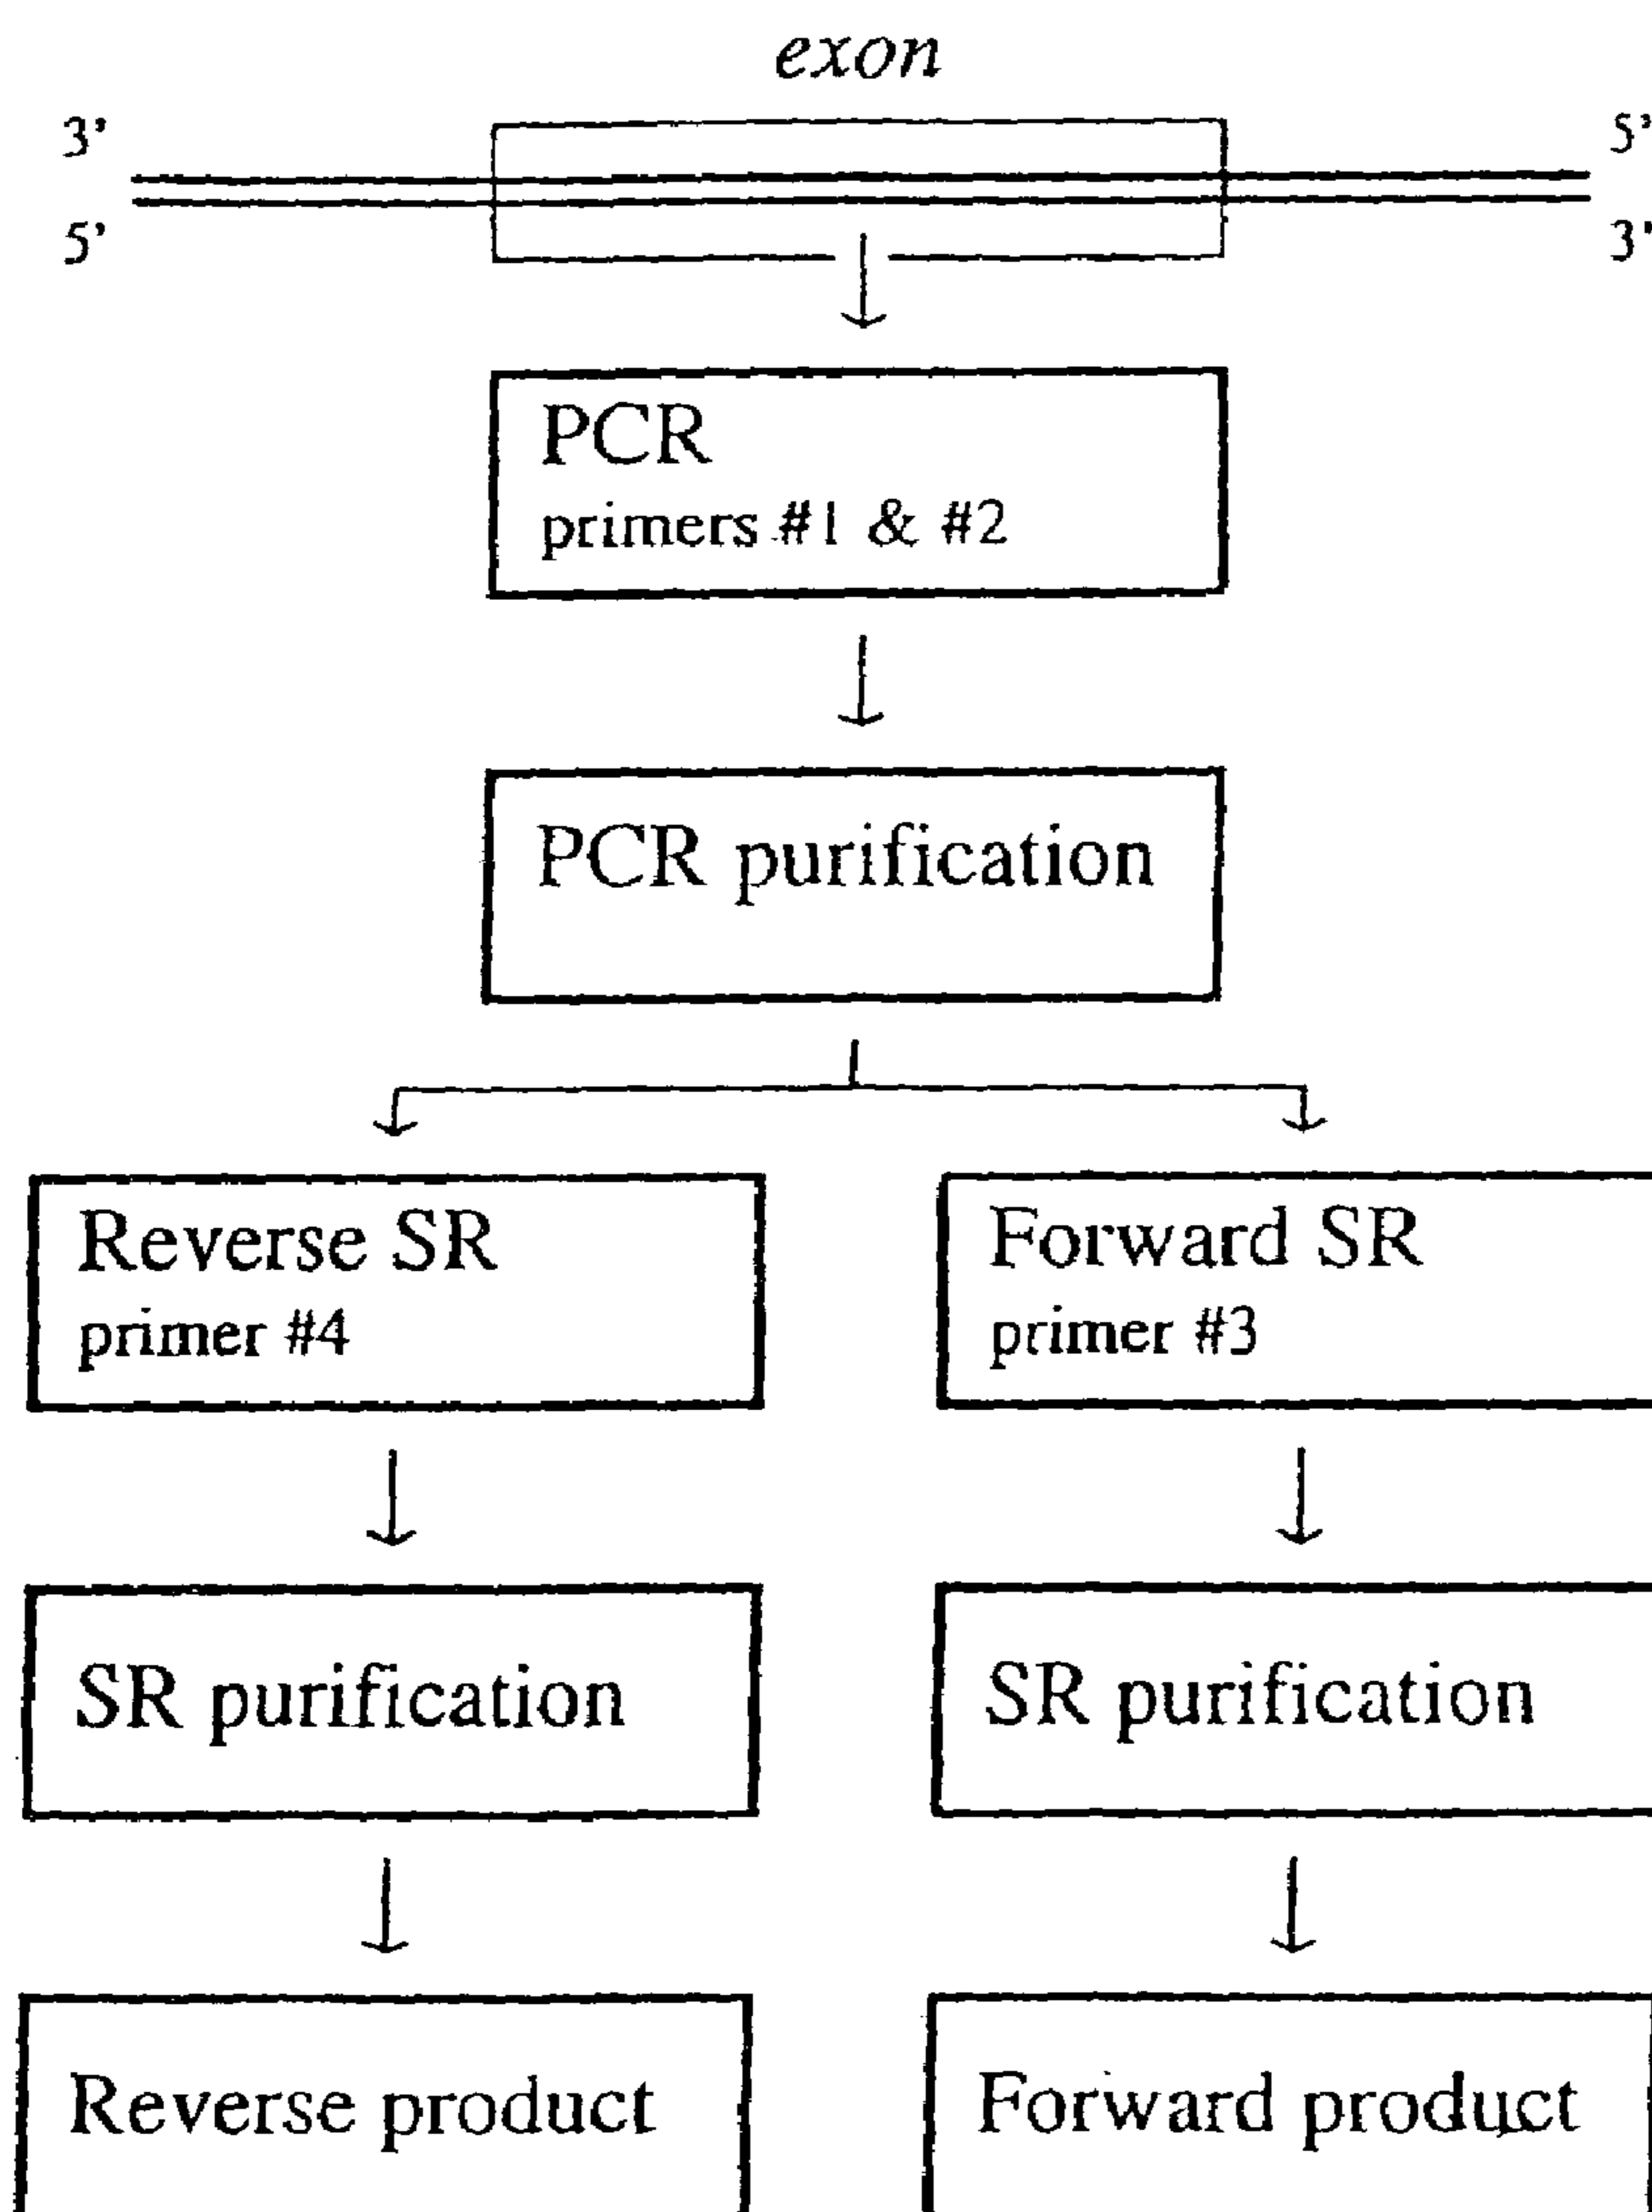 exon
3' 5'
5' 3'
PCR
primers #1 & #2
PCR purification
Reverse SR
primer #4
Forward SR
primer #3
SR purification
SR purification
Reverse product
Forward product